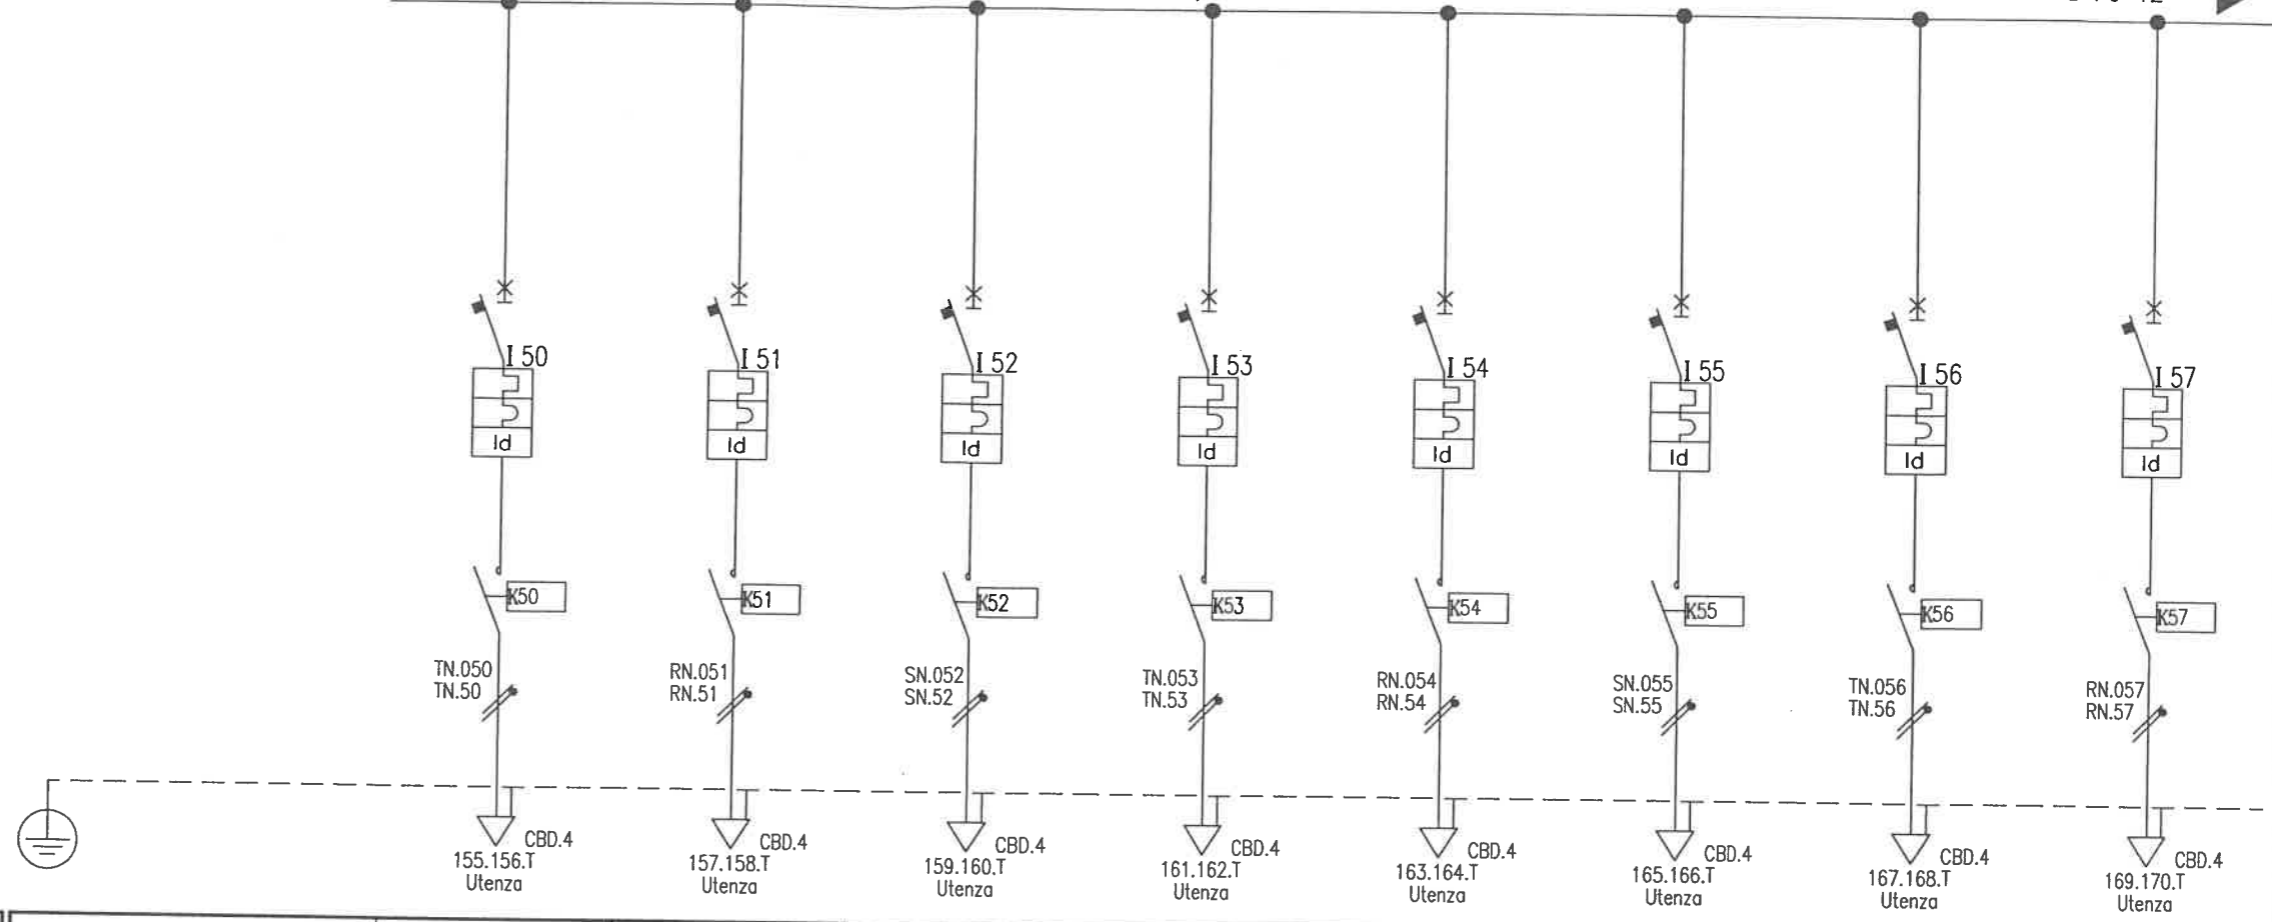 I 50
I 51
I 52
I 53
I 54
I 55
I 56
I 57
Id
Id
Id
Id
Id
Id
Id
Id
K50
K51
K52
K53
K54
K55
K56
K57
TN.050
TN.50
RN.051
RN.51
SN.052
SN.52
TN.053
TN.53
RN.054
RN.54
SN.055
SN.55
TN.056
TN.56
RN.057
RN.57
CBD.4
155.156.T
Utenza
CBD.4
157.158.T
Utenza
CBD.4
159.160.T
Utenza
CBD.4
161.162.T
Utenza
CBD.4
163.164.T
Utenza
CBD.4
165.166.T
Utenza
CBD.4
167.168.T
Utenza
CBD.4
169.170.T
Utenza